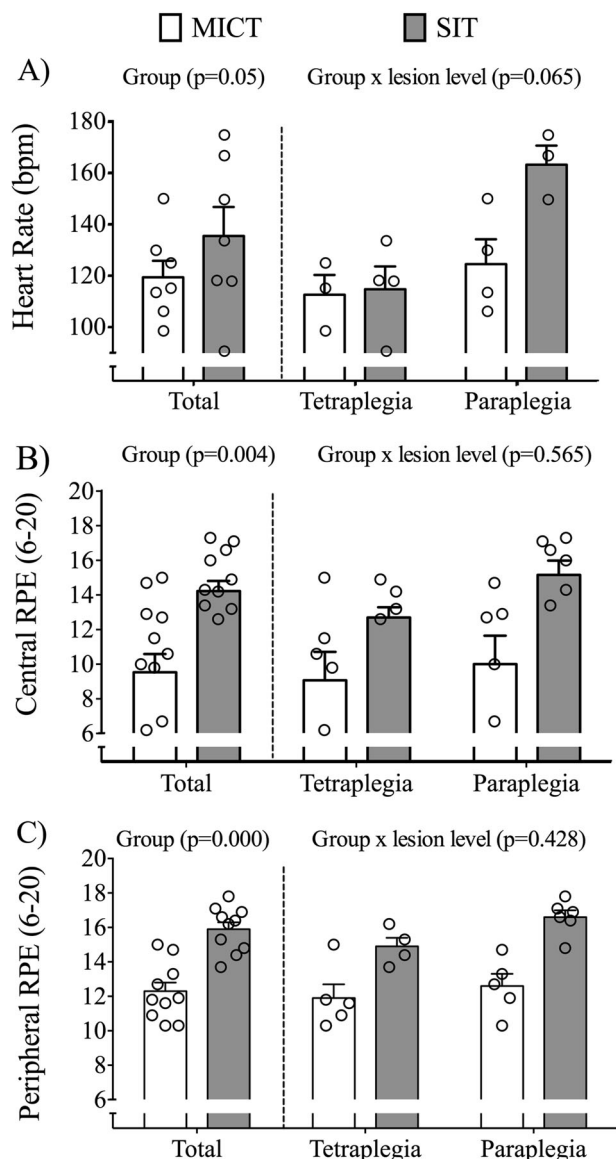 MICT SIT
A) Group (p=0.05) Group x lesion level (p=0.065)
Heart Rate (bpm)
180
160
140
120
100
Total Tetraplegia Paraplegia
B) Group (p=0.004) Group x lesion level (p=0.565)
Central RPE (6-20)
20
18
16
14
12
10
8
6
Total Tetraplegia Paraplegia
C) Group (p=0.000) Group x lesion level (p=0.428)
Peripheral RPE (6-20)
20
18
16
14
12
10
8
6
Total Tetraplegia Paraplegia